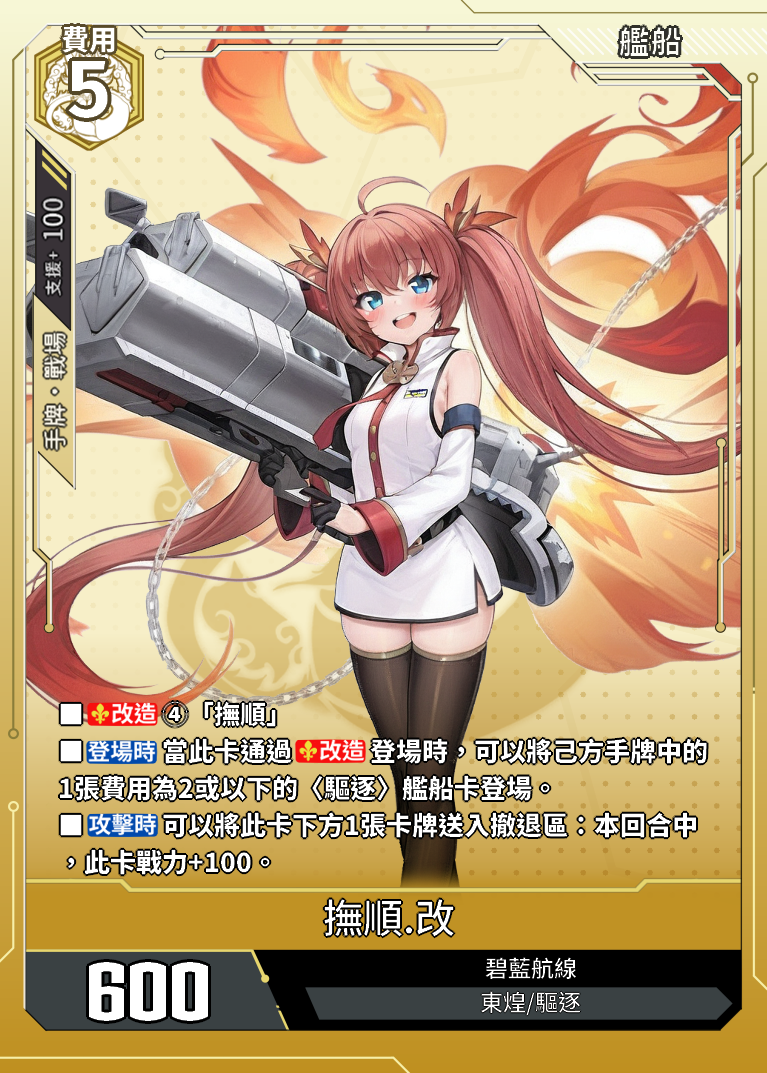 費用
5
艦船
支援+ 100
手牌・戰場
■ 改造 ④「撫順」
■ 登場時 當此卡通過 改造 登場時，可以將己方手牌中的
1張費用為2或以下的〈驅逐〉艦船卡登場。
■ 攻擊時 可以將此卡下方1張卡牌送入撤退區：本回合中
，此卡戰力+100。
撫順.改
600
碧藍航線
東煌/驅逐